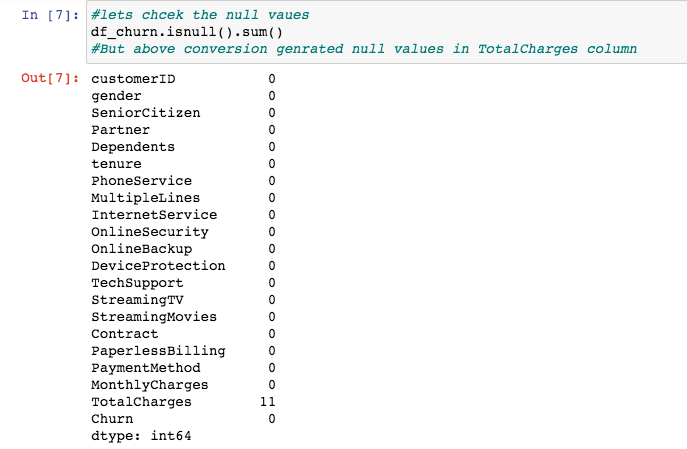 In [7]: #lets chcek the null vaues
df_churn.isnull().sum()
#But above conversion genrated null values in TotalCharges column
Out[7]: customerID 0
gender 0
SeniorCitizen 0
Partner 0
Dependents 0
tenure 0
PhoneService 0
MultipleLines 0
InternetService 0
OnlineSecurity 0
OnlineBackup 0
DeviceProtection 0
TechSupport 0
StreamingTV 0
StreamingMovies 0
Contract 0
PaperlessBilling 0
PaymentMethod 0
MonthlyCharges 0
TotalCharges 11
Churn 0
dtype: int64